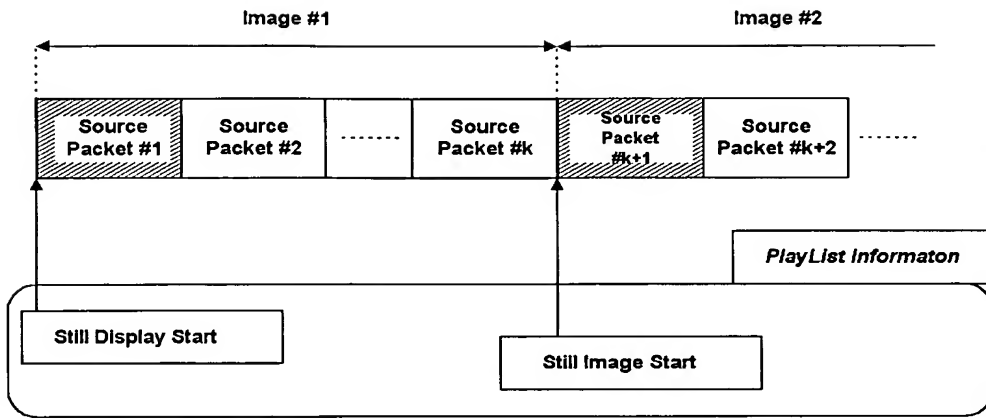 Image #1
Image #2
Source
Packet #1
Source
Packet #2
Source
Packet #k
Source
Packet
#k+1
Source
Packet #k+2
PlayList Informaton
Still Display Start
Still Image Start